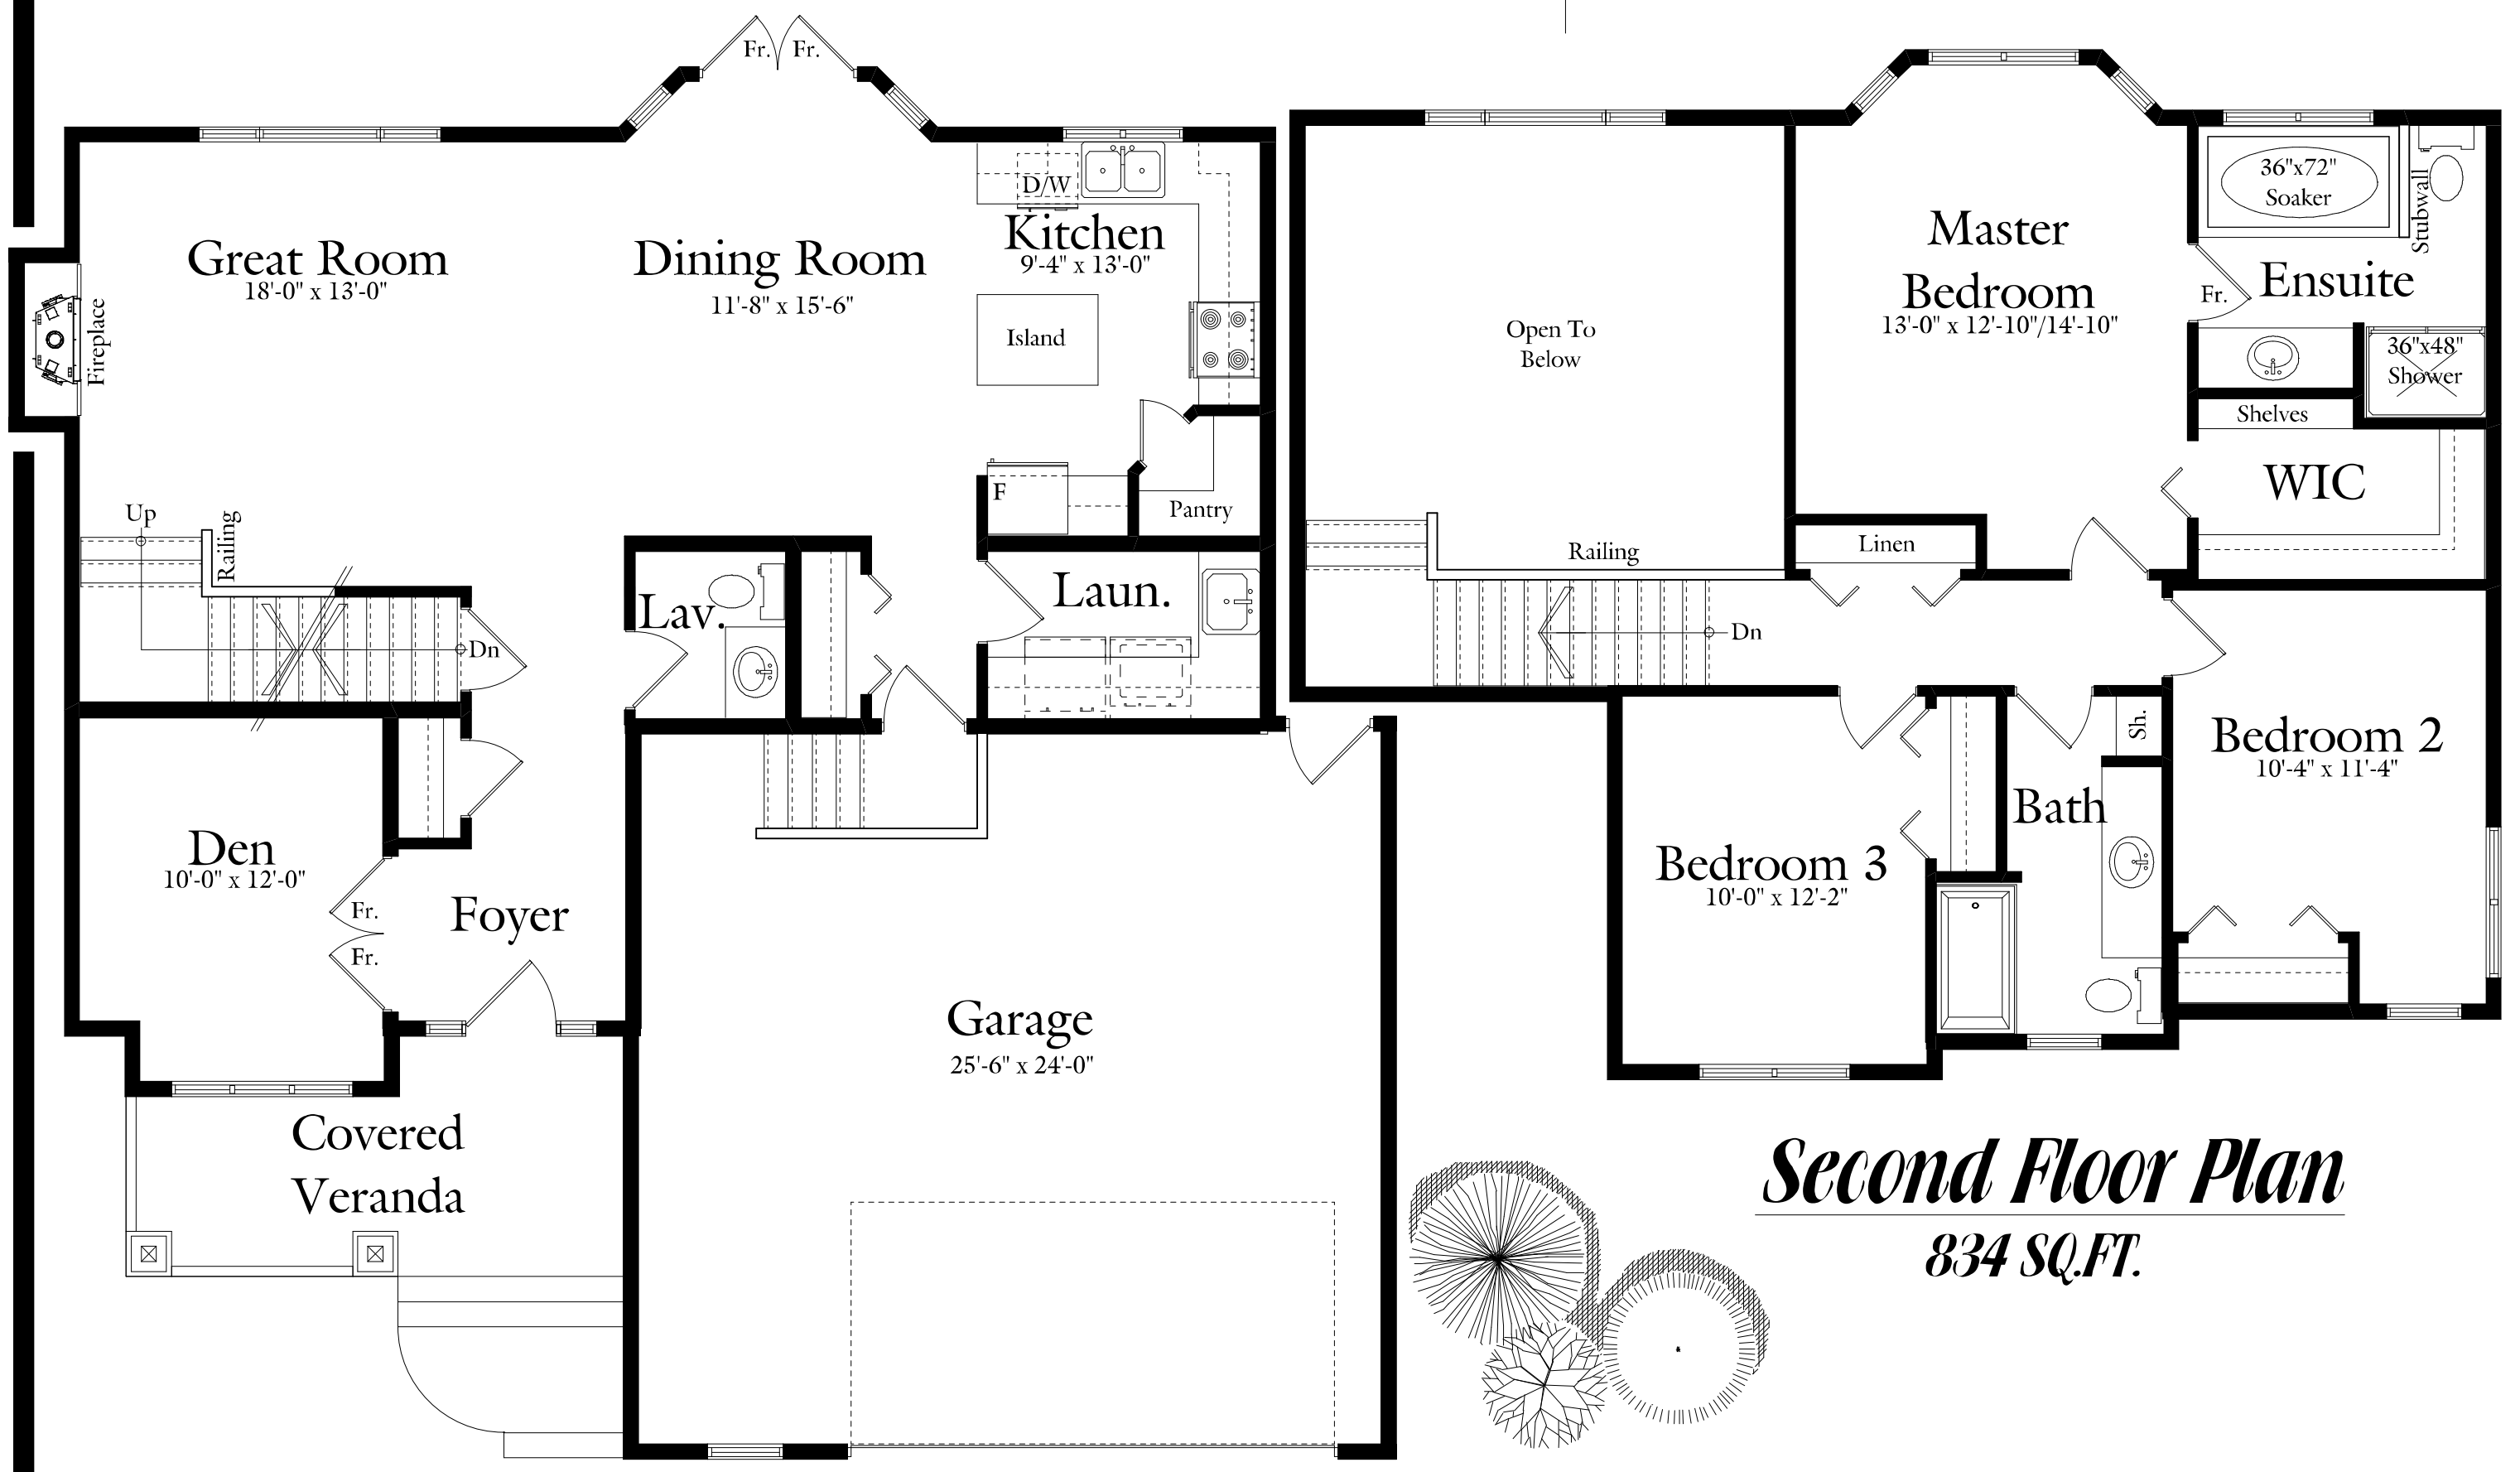 Fr.
Fr.
Great Room
18'-0" x 13'-0"
Dining Room
11'-8" x 15'-6"
D/W
Kitchen
9'-4" x 13'-0"
Island
Fireplace
F
Pantry
Up
Railing
Dn
Lav.
Laun.
Den
10'-0" x 12'-0"
Fr.
Fr.
Foyer
Garage
25'-6" x 24'-0"
Covered
Veranda
Open To
Below
Railing
Dn
Master
Bedroom
13'-0" x 12'-10"/14'-10"
36"x72"
Soaker
Stubwall
Fr.
Ensuite
36"x48"
Shower
Shelves
WIC
Linen
Sh.
Bedroom 2
10'-4" x 11'-4"
Bath
Bedroom 3
10'-0" x 12'-2"
Second Floor Plan
834 SQ.FT.